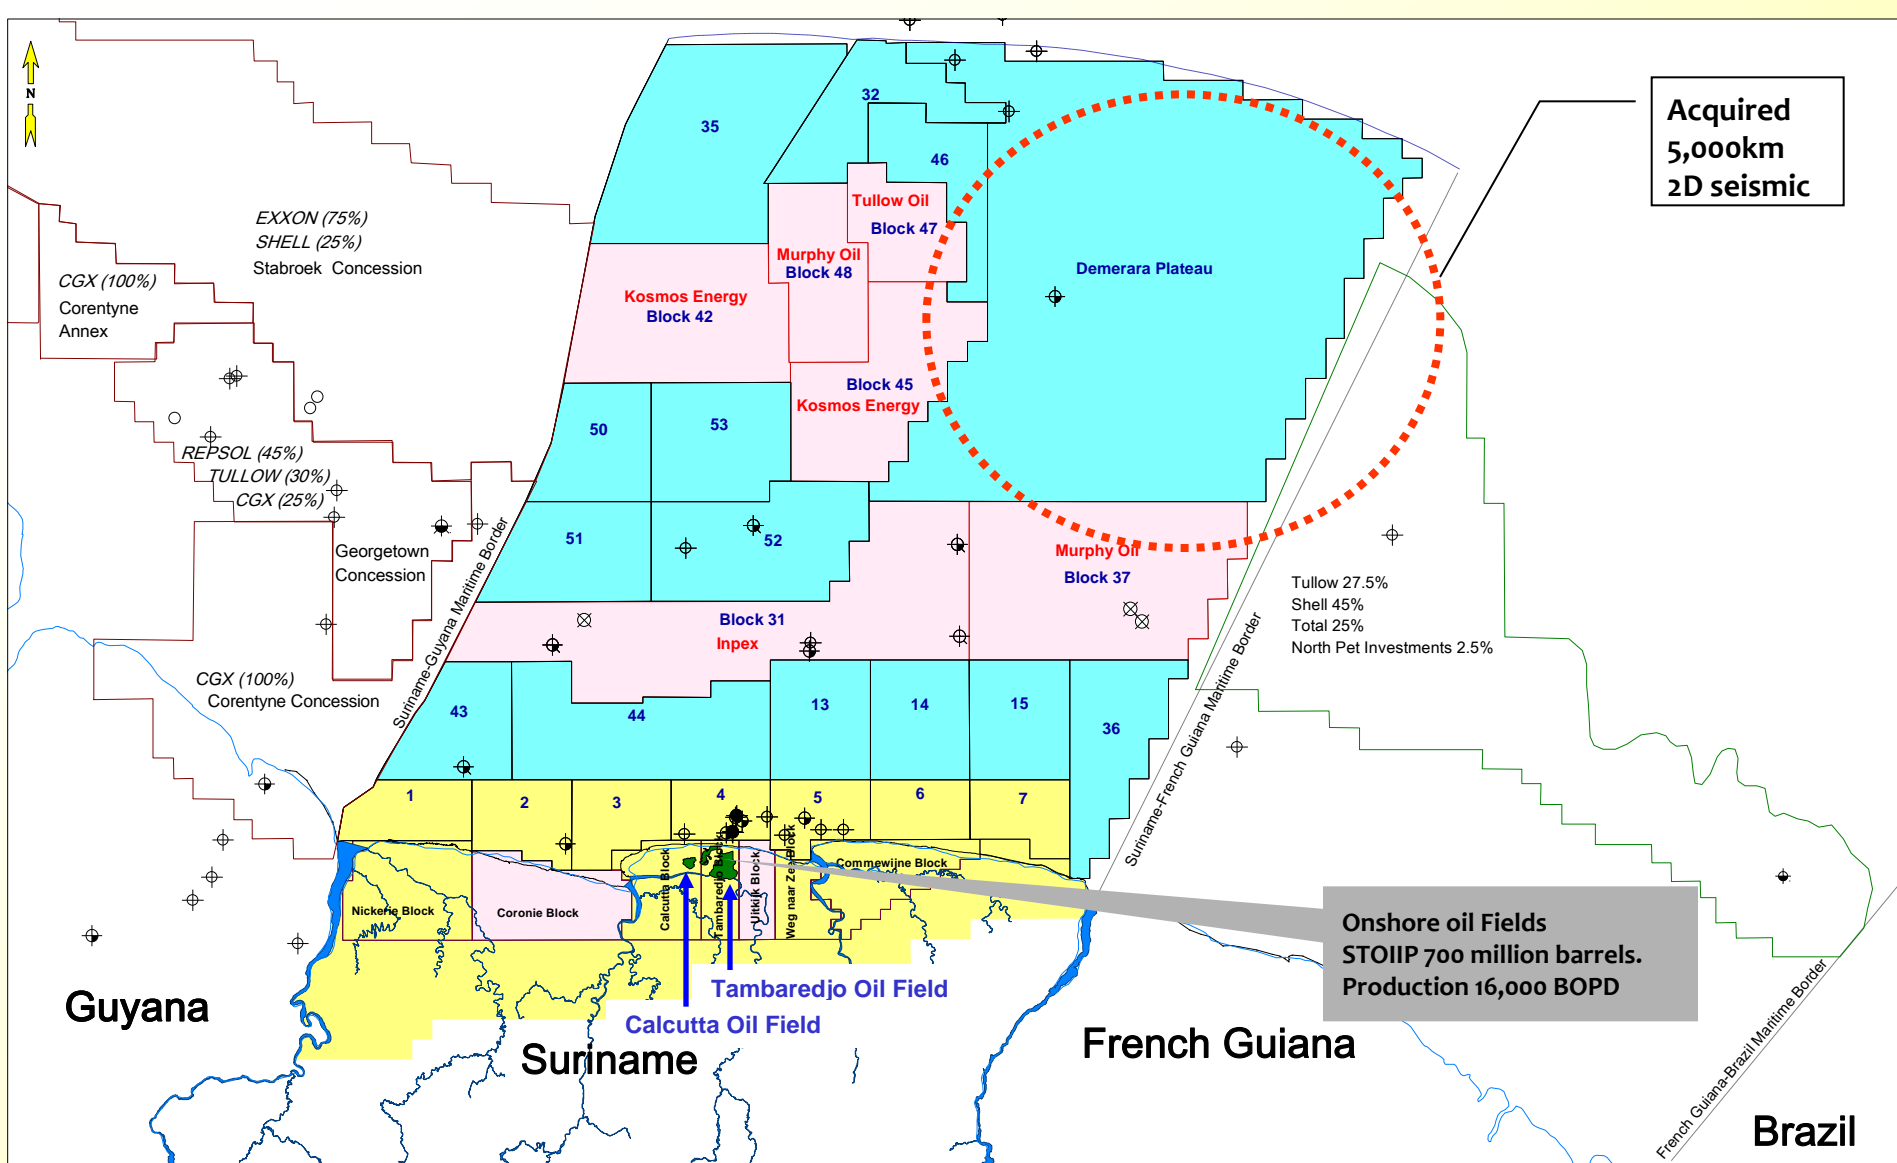 N
35
32
46
Acquired
5,000km
2D seismic
EXXON (75%)
SHELL (25%)
Stabroek Concession
CGX (100%)
Corentyne
Annex
Tullow Oil
Block 47
Murphy Oil
Block 48
Demerara Plateau
Kosmos Energy
Block 42
Block 45
Kosmos Energy
50
53
REPSOL (45%)
TULLOW (30%)
CGX (25%)
Georgetown
Concession
51
52
Murphy Oil
Block 37
Suriname-Guyana Maritime Border
Block 31
Inpex
Tullow 27.5%
Shell 45%
Total 25%
North Pet Investments 2.5%
CGX (100%)
Corentyne Concession
43
44
13
14
15
36
Suriname-French Guiana Maritime Border
1
2
3
4
5
6
7
Nickerie Block
Coronie Block
Calcutta Block
Tambaredjo Block
Uitkijk Block
Weg naar Zee Block
Commewijne Block
Onshore oil Fields
STOIIP 700 million barrels.
Production 16,000 BOPD
Tambaredjo Oil Field
Calcutta Oil Field
Guyana
Suriname
French Guiana
French Guiana-Brazil Maritime Border
Brazil